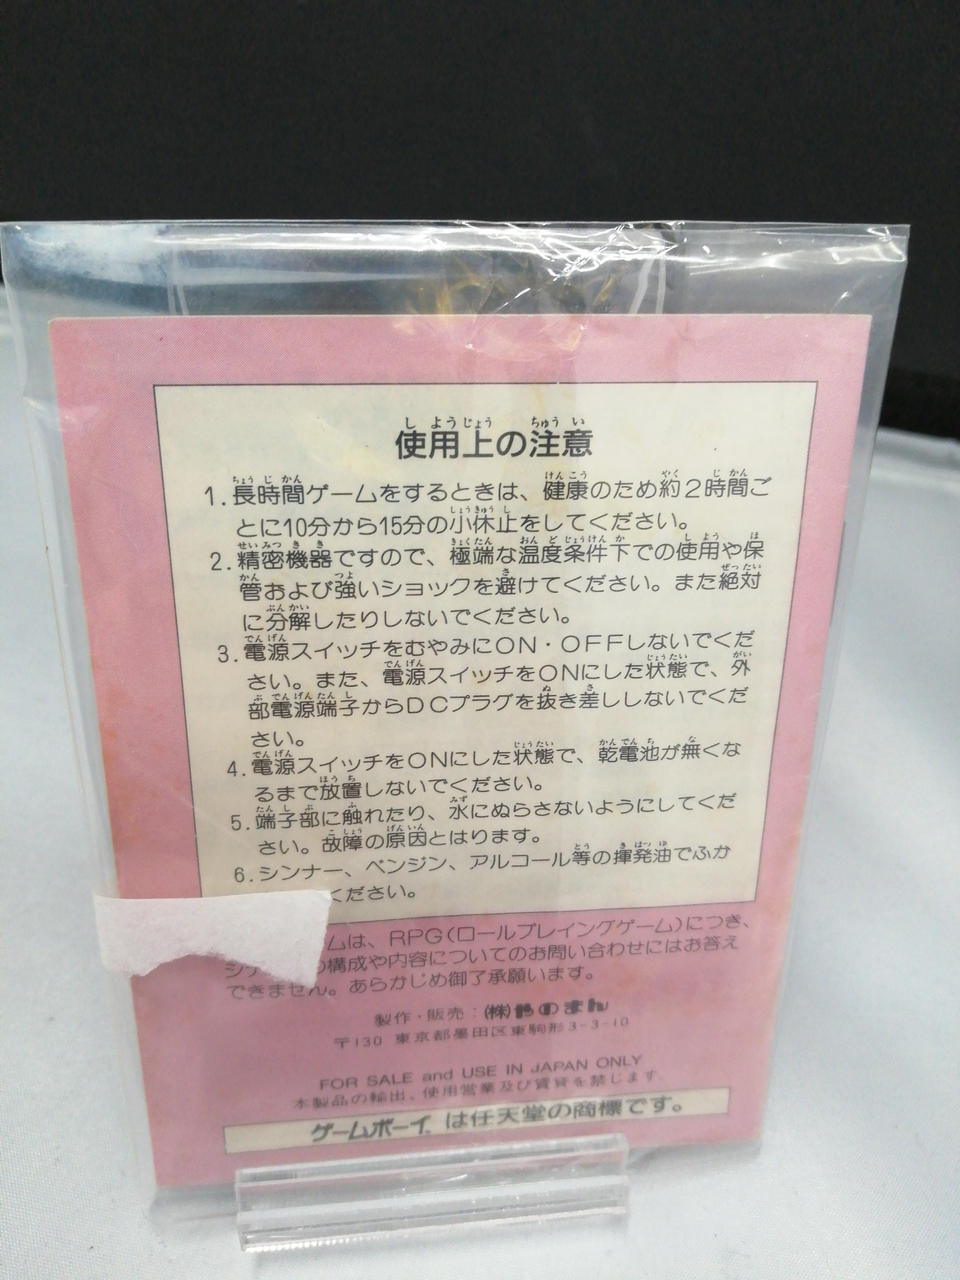 使用上の注意
1.長時間ゲームをするときは、健康のため約2時間ご
とに10分から15分の小休止をしてください。
2.精密機器ですので、極端な温度条件下での使用や保
管および強いショックを避けてください。また絶対
に分解したりしないでください。
3.電源スイッチをむやみにON・OFFしないでくだ
さい。また、電源スイッチをONにした状態で、外
部電源端子からDCプラグを抜き差ししないでくだ
さい。
4.電源スイッチをONにした状態で、乾電池が無くな
るまで放置しないでください。
5.端子部に触れたり、水にぬらさないようにしてくだ
さい。故障の原因とはります。
6.シンナー、ベンジン、アルコール等の揮発油でふか
ください。
ムは、RPG(ロールプレイングゲーム)につき、
の構成や内容についてのお問い合わせにはお答え
できません。あらかじめ御了承願います。
製作・販売:(株)やのまん
〒130 東京都墨田区東駒形3-3-10
FOR SALE and USE IN JAPAN ONLY
本製品の輸出、使用営業及び賃貸を禁じます。
ゲームボーイ は任天堂の商標です。